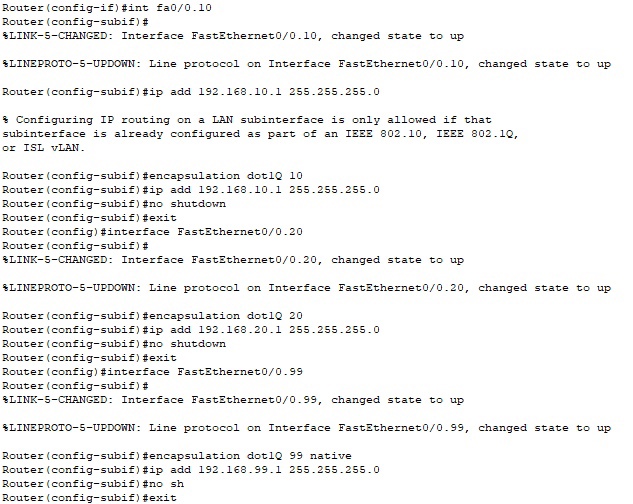 Router(config-if)#int fa0/0.10
Router(config-subif)#
%LINK-5-CHANGED: Interface FastEthernet0/0.10, changed state to up
%LINEPROTO-5-UPDOWN: Line protocol on Interface FastEthernet0/0.10, changed state to up
Router(config-subif)#ip add 192.168.10.1 255.255.255.0
% Configuring IP routing on a LAN subinterface is only allowed if that
subinterface is already configured as part of an IEEE 802.10, IEEE 802.1Q,
or ISL vLAN.
Router(config-subif)#encapsulation dot1Q 10
Router(config-subif)#ip add 192.168.10.1 255.255.255.0
Router(config-subif)#no shutdown
Router(config-subif)#exit
Router(config)#interface FastEthernet0/0.20
Router(config-subif)#
%LINK-5-CHANGED: Interface FastEthernet0/0.20, changed state to up
%LINEPROTO-5-UPDOWN: Line protocol on Interface FastEthernet0/0.20, changed state to up
Router(config-subif)#encapsulation dot1Q 20
Router(config-subif)#ip add 192.168.20.1 255.255.255.0
Router(config-subif)#no shutdown
Router(config-subif)#exit
Router(config)#interface FastEthernet0/0.99
Router(config-subif)#
%LINK-5-CHANGED: Interface FastEthernet0/0.99, changed state to up
%LINEPROTO-5-UPDOWN: Line protocol on Interface FastEthernet0/0.99, changed state to up
Router(config-subif)#encapsulation dot1Q 99 native
Router(config-subif)#ip add 192.168.99.1 255.255.255.0
Router(config-subif)#no sh
Router(config-subif)#exit